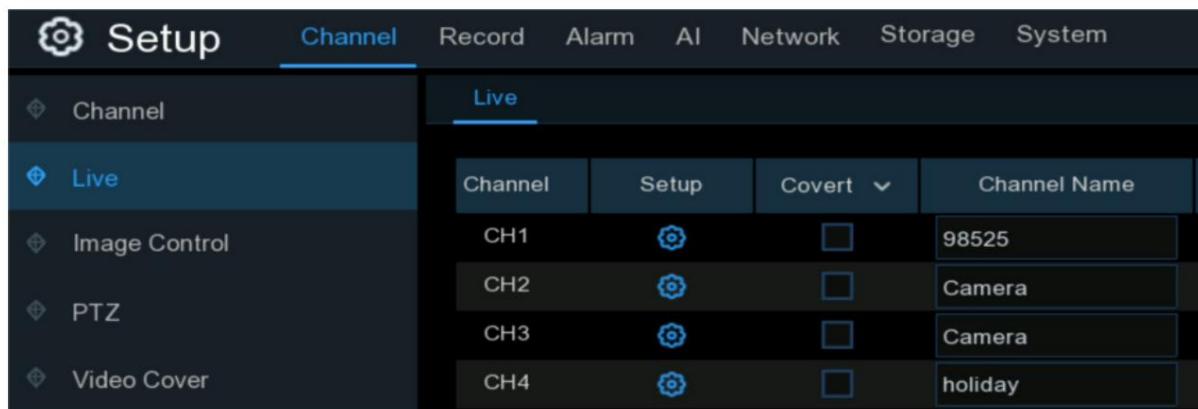 Setup Channel Record Alarm AI Network Storage System
Channel
Live
Image Control
PTZ
Video Cover
Live
Channel Setup Covert Channel Name
CH1 98525
CH2 Camera
CH3 Camera
CH4 holiday